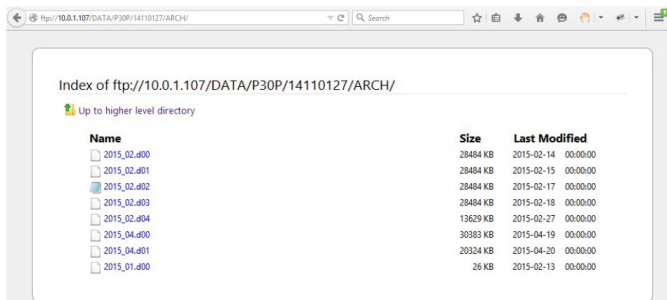 ftp://10.0.1.107/DATA/P30P/14110127/ARCH/
Search
Index of ftp://10.0.1.107/DATA/P30P/14110127/ARCH/
Up to higher level directory
Name Size Last Modified
2015_02.d00 28484 KB 2015-02-14 00:00:00
2015_02.d01 28484 KB 2015-02-15 00:00:00
2015_02.d02 28484 KB 2015-02-17 00:00:00
2015_02.d03 28484 KB 2015-02-18 00:00:00
2015_02.d04 13629 KB 2015-02-27 00:00:00
2015_04.d00 30383 KB 2015-04-19 00:00:00
2015_04.d01 20324 KB 2015-04-20 00:00:00
2015_01.d00 26 KB 2015-02-13 00:00:00